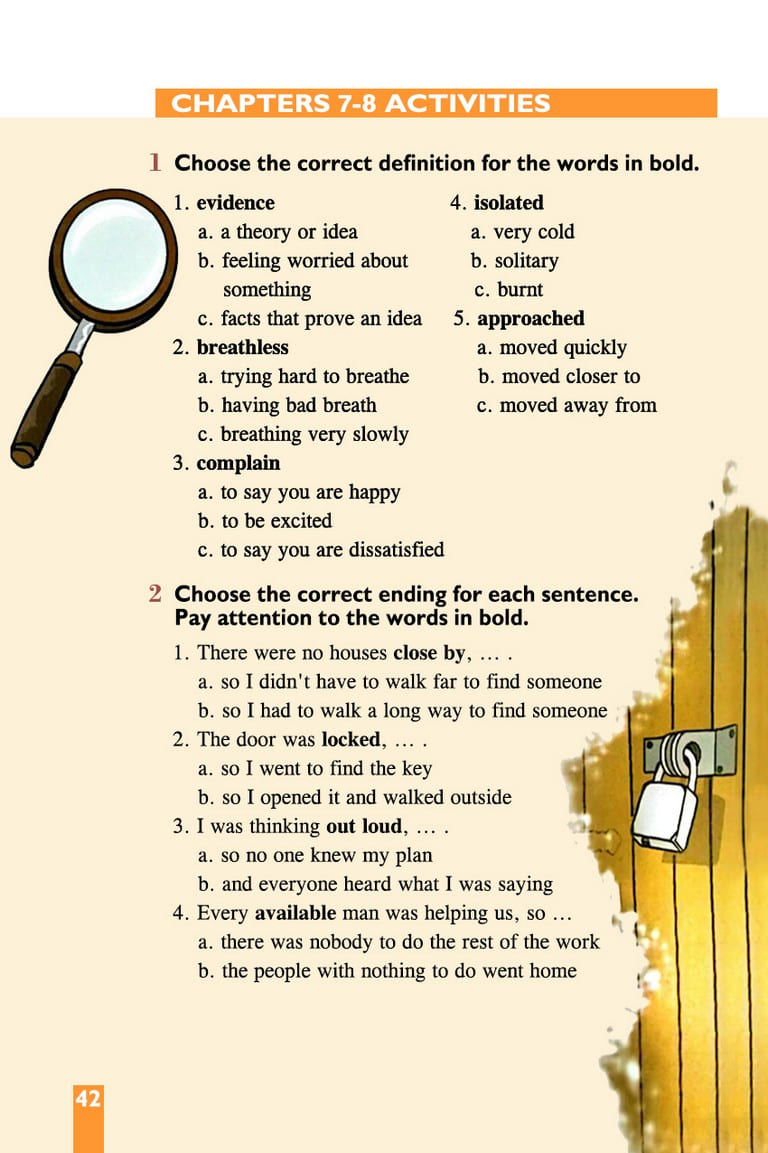 CHAPTERS 7-8 ACTIVITIES
1 Choose the correct definition for the words in bold.
1. evidence
a. a theory or idea
b. feeling worried about
something
c. facts that prove an idea
2. breathless
a. trying hard to breathe
b. having bad breath
c. breathing very slowly
3. complain
a. to say you are happy
b. to be excited
c. to say you are dissatisfied
4. isolated
a. very cold
b. solitary
c. burnt
5. approached
a. moved quickly
b. moved closer to
c. moved away from
2 Choose the correct ending for each sentence.
Pay attention to the words in bold.
1. There were no houses close by, ... .
a. so I didn't have to walk far to find someone
b. so I had to walk a long way to find someone
2. The door was locked, ... .
a. so I went to find the key
b. so I opened it and walked outside
3. I was thinking out loud, ... .
a. so no one knew my plan
b. and everyone heard what I was saying
4. Every available man was helping us, so ...
a. there was nobody to do the rest of the work
b. the people with nothing to do went home
42